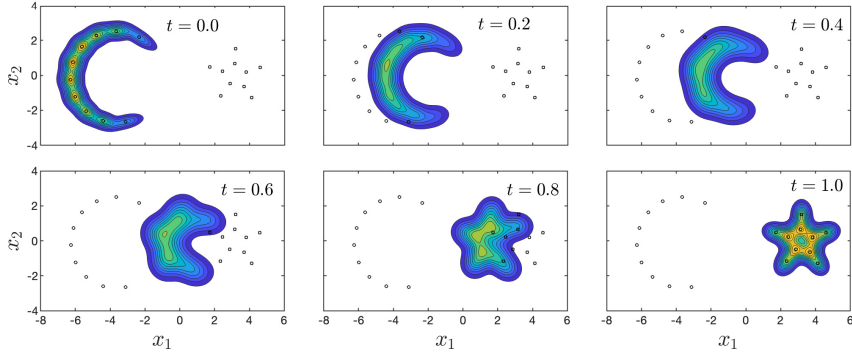 4
2
0
-2
-4
x₂
t = 0.0
t = 0.2
t = 0.4
4
2
0
-2
-4
x₂
t = 0.6
t = 0.8
t = 1.0
-8 -6 -4 -2 0 2 4 6
-8 -6 -4 -2 0 2 4 6
-8 -6 -4 -2 0 2 4 6
x₁
x₁
x₁